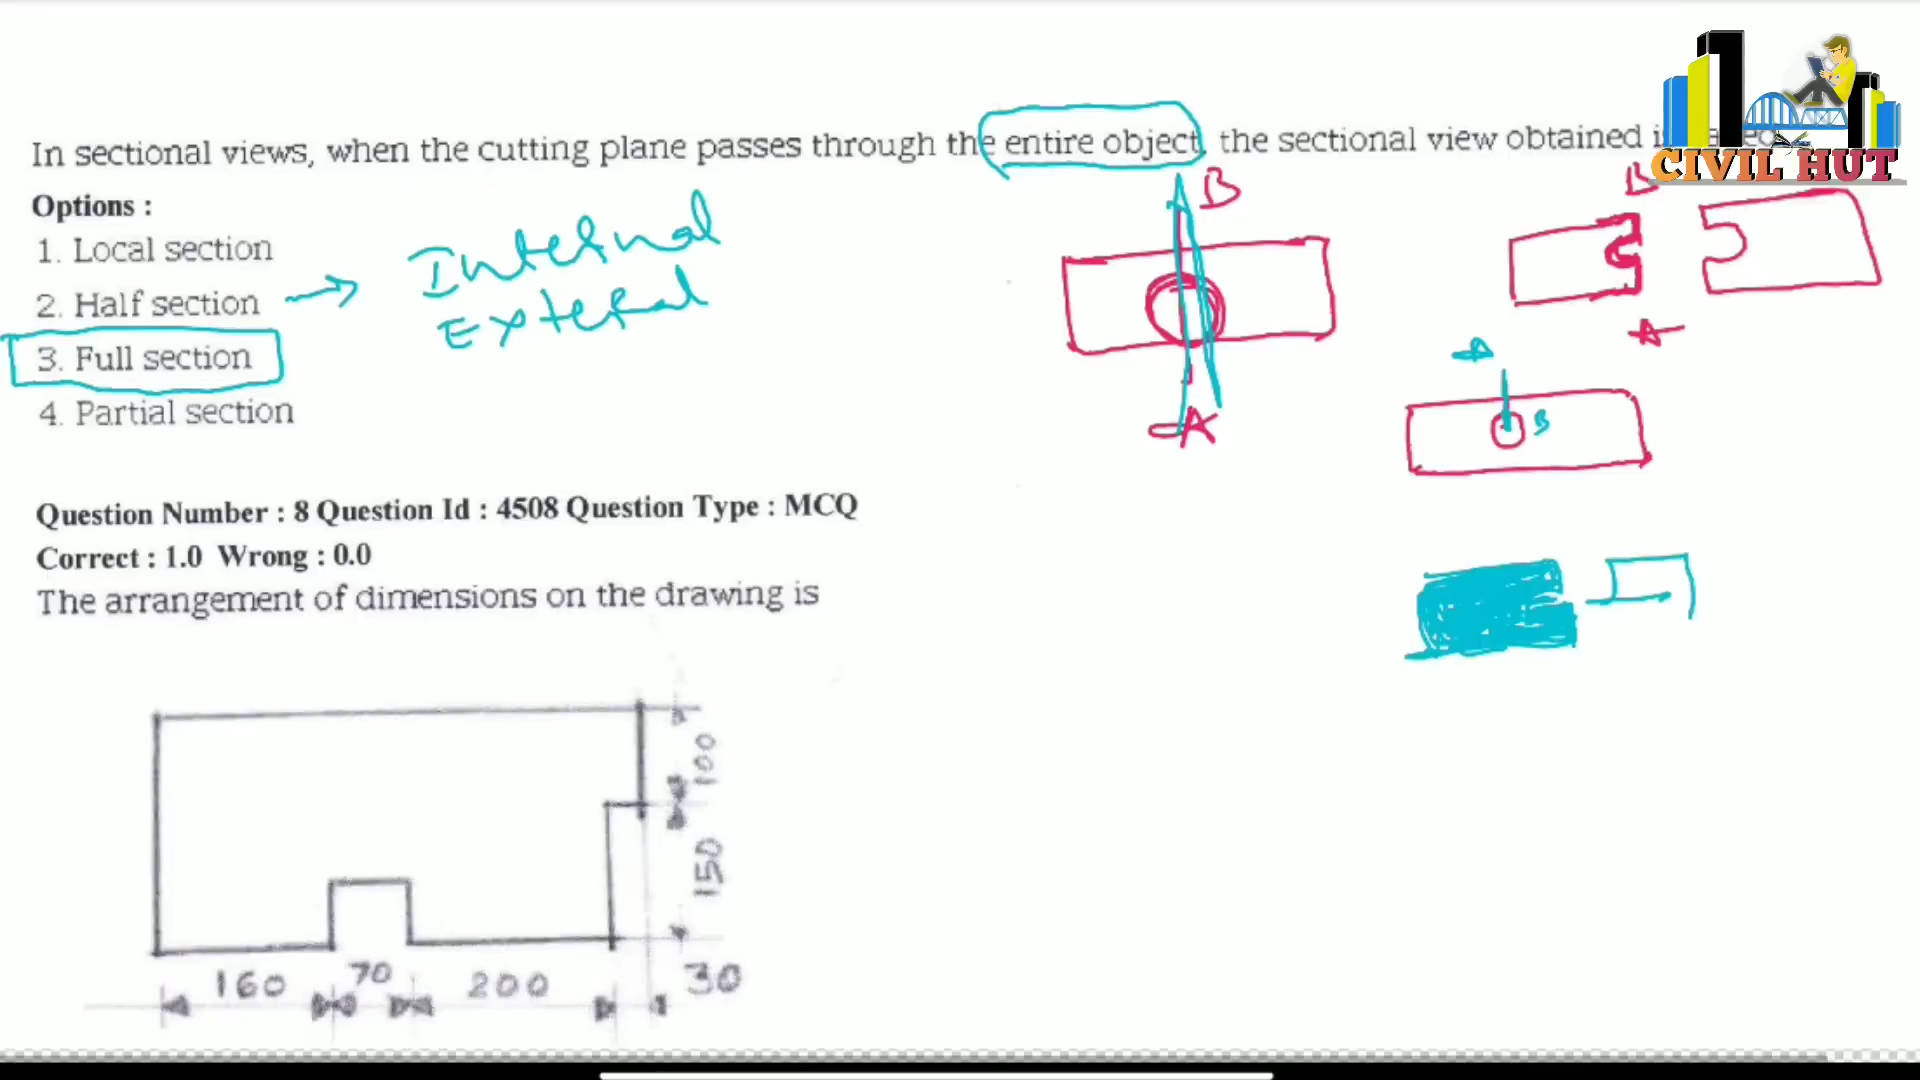 In sectional views, when the cutting plane passes through the entire object, the sectional view obtained is
CIVIL HUT
Options :
1. Local section
2. Half section
3. Full section
4. Partial section
Internal
External
B
A
B
A
A
B
Question Number : 8 Question Id : 4508 Question Type : MCQ
Correct : 1.0 Wrong : 0.0
The arrangement of dimensions on the drawing is
100
150
160
70
200
30